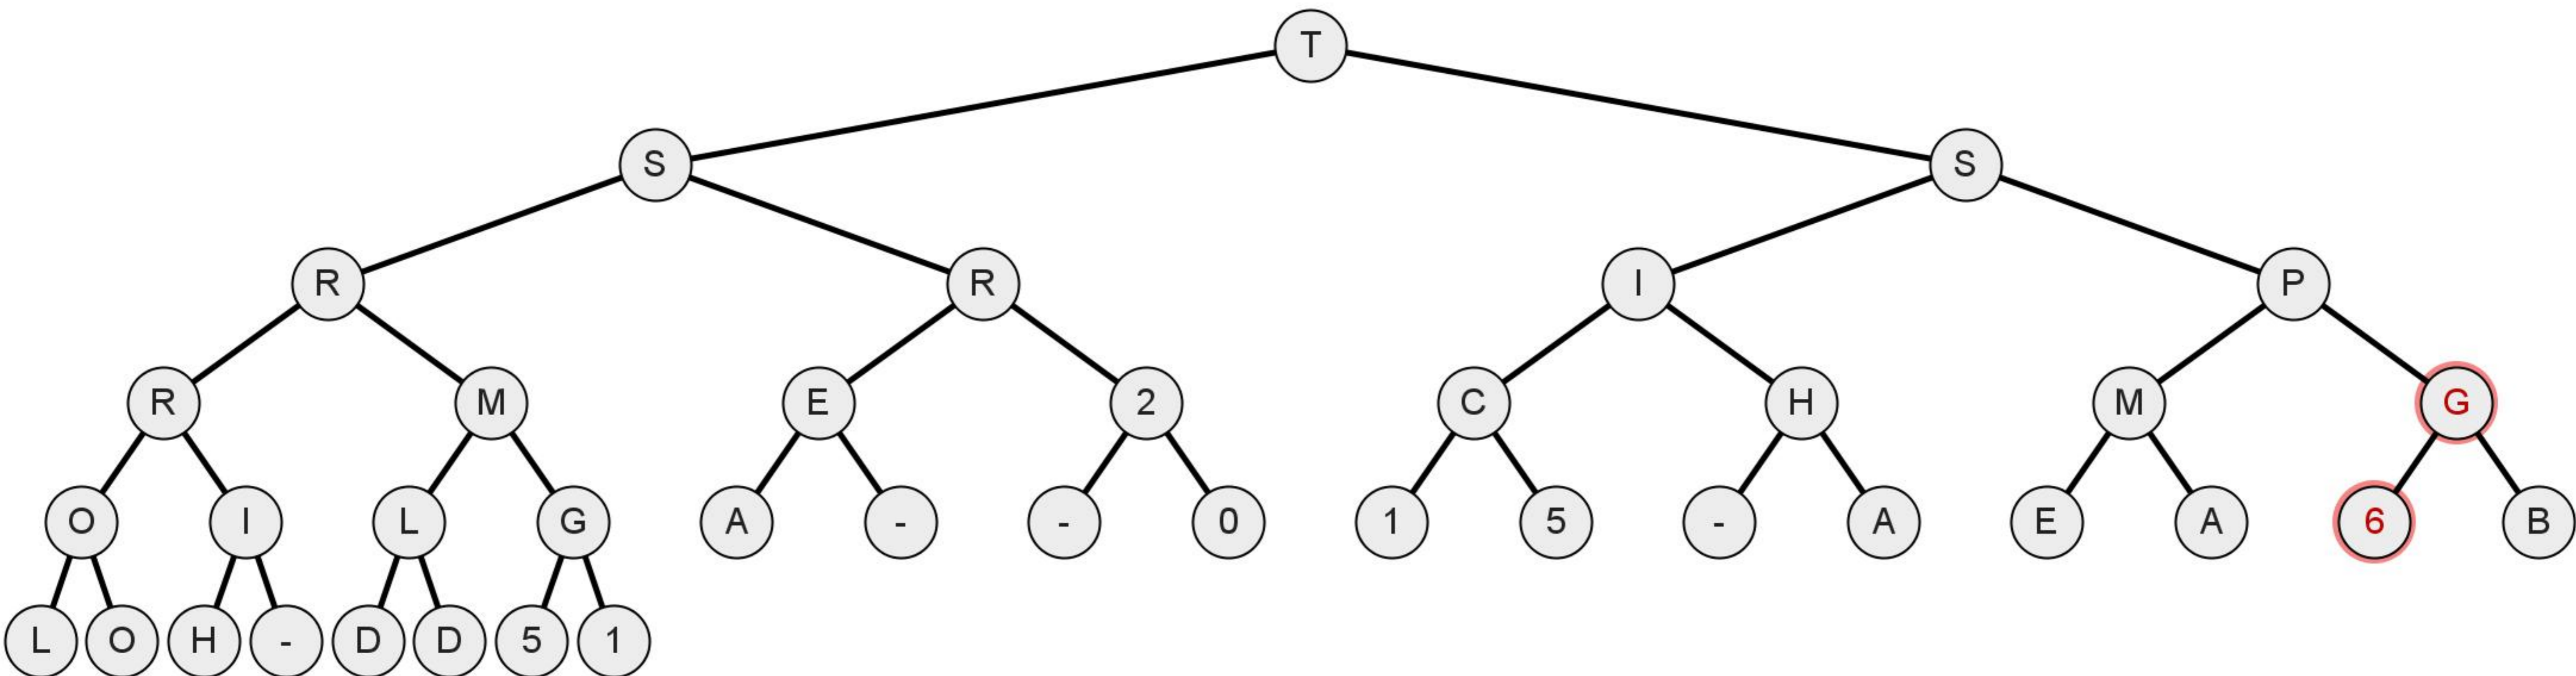 T
S S
R R I P
R M E 2 C H M G
O I L G A - - 0 1 5 - A E A 6 B
L O H - D D 5 1